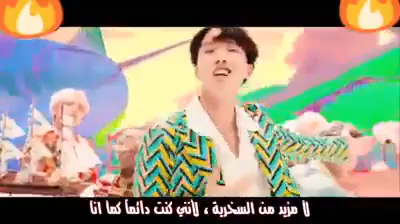 لا مزيد من السخرية ، لأنني كنت دائماً كما انا